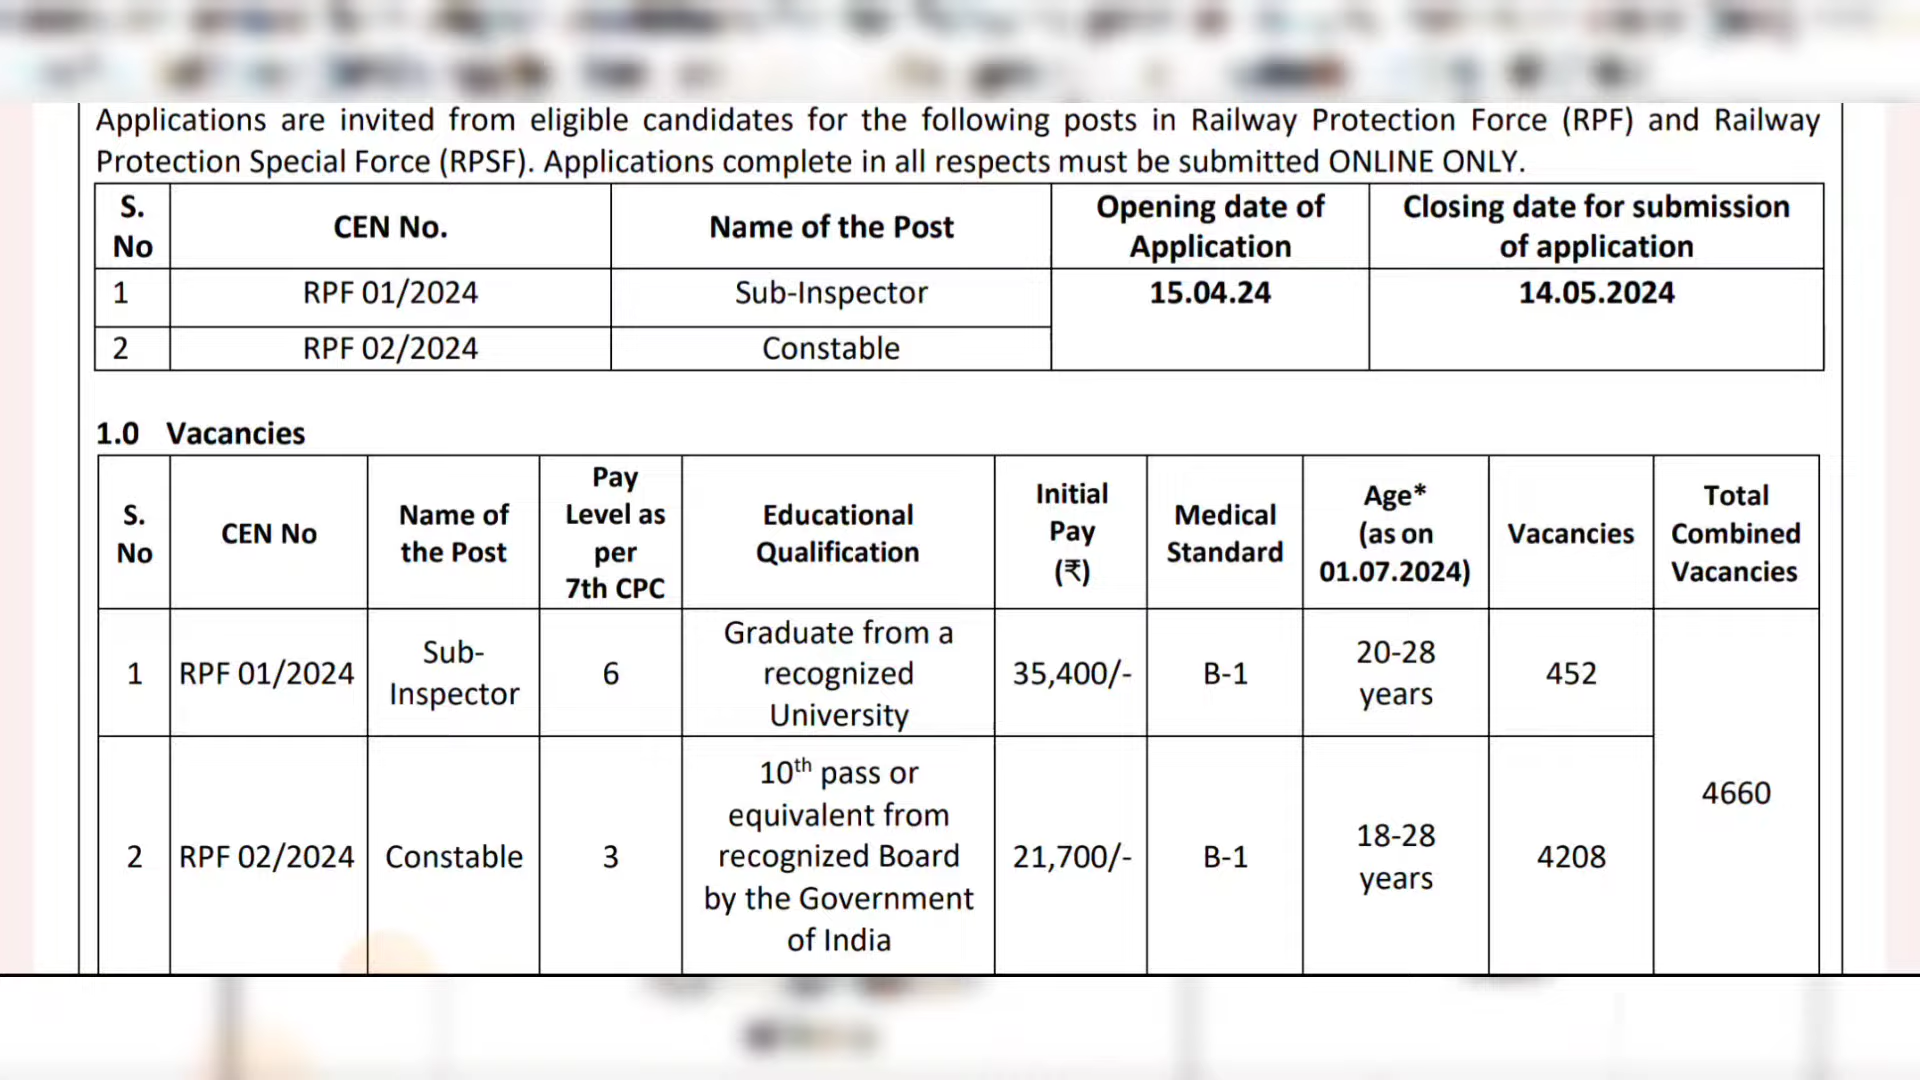 Applications are invited from eligible candidates for the following posts in Railway Protection Force (RPF) and Railway
Protection Special Force (RPSF). Applications complete in all respects must be submitted ONLINE ONLY.
S. No CEN No. Name of the Post Opening date of Application Closing date for submission of application
1 RPF 01/2024 Sub-Inspector 15.04.24 14.05.2024
2 RPF 02/2024 Constable
1.0 Vacancies
S. No CEN No Name of the Post Pay Level as per 7th CPC Educational Qualification Initial Pay (₹) Medical Standard Age* (as on 01.07.2024) Vacancies Total Combined Vacancies
1 RPF 01/2024 Sub-Inspector 6 Graduate from a recognized University 35,400/- B-1 20-28 years 452 4660
2 RPF 02/2024 Constable 3 10th pass or equivalent from recognized Board by the Government of India 21,700/- B-1 18-28 years 4208